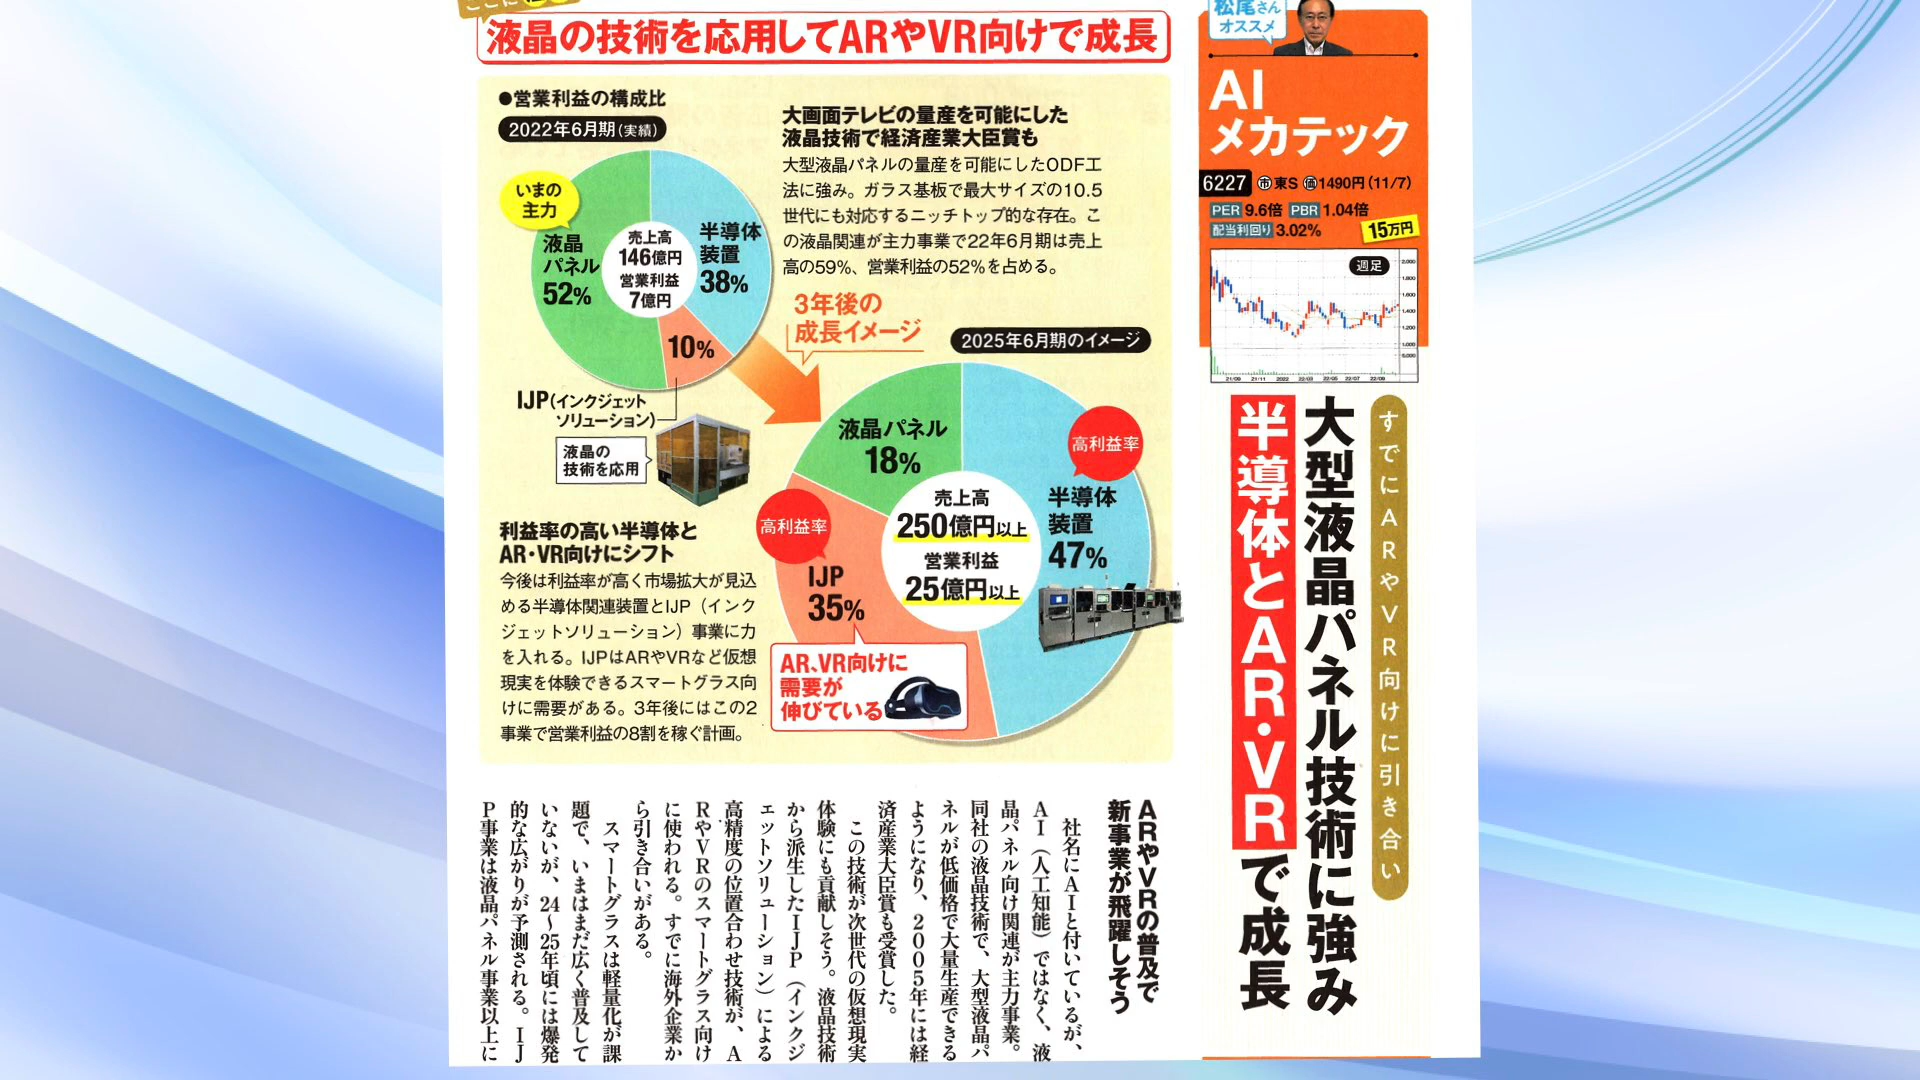 液晶の技術を応用してARやVR向けで成長
●営業利益の構成比
2022年6月期(実績)
いまの
主力
液晶
パネル
52%
売上高
146億円
営業利益
7億円
半導体
装置
38%
10%
IJP(インクジェット
ソリューション)
液晶の
技術を応用
大画面テレビの量産を可能にした
液晶技術で経済産業大臣賞も
大型液晶パネルの量産を可能にしたODF工
法に強み。ガラス基板で最大サイズの10.5
世代にも対応するニッチトップ的な存在。こ
の液晶関連が主力事業で22年6月期は売上
高の59%、営業利益の52%を占める。
3年後の
成長イメージ
2025年6月期のイメージ
液晶パネル
18%
高利益率
売上高
250億円以上
営業利益
25億円以上
半導体
装置
47%
高利益率
IJP
35%
AR、VR向けに
需要が
伸びている
利益率の高い半導体と
AR・VR向けにシフト
今後は利益率が高く市場拡大が見込
める半導体関連装置とIJP（インク
ジェットソリューション）事業に力
を入れる。IJPはARやVRなど仮想
現実を体験できるスマートグラス向
けに需要がある。3年後にはこの2
事業で営業利益の8割を稼ぐ計画。
松尾さん
オススメ
AI
メカテック
6227 市東S 価1490円(11/7)
PER 9.6倍 PBR 1.04倍
配当利回り 3.02%
15万円
週足
2,000
1,800
1,600
1,400
1,200
1,000
5,000
21/09 21/11 2022 22/03 22/05 22/07 22/09
すでにARやVR向けに引き合い
大型液晶パネル技術に強み
半導体とAR・VRで成長
ARやVRの普及で
新事業が飛躍しそう
社名にAIと付いているが、
AI（人工知能）ではなく、液
晶パネル向け関連が主力事業。
同社の液晶技術で、大型液晶パ
ネルが低価格で大量生産できる
ようになり、2005年には経
済産業大臣賞も受賞した。
この技術が次世代の仮想現実
体験にも貢献しそう。液晶技術
から派生したIJP（インクジ
ェットソリューション）による
高精度の位置合わせ技術が、A
RやVRのスマートグラス向け
に使われる。すでに海外企業か
ら引き合いがある。
スマートグラスは軽量化が課
題で、いまはまだ広く普及して
いないが、24〜25年頃には爆発
的な広がりが予測される。IJ
P事業は液晶パネル事業以上に